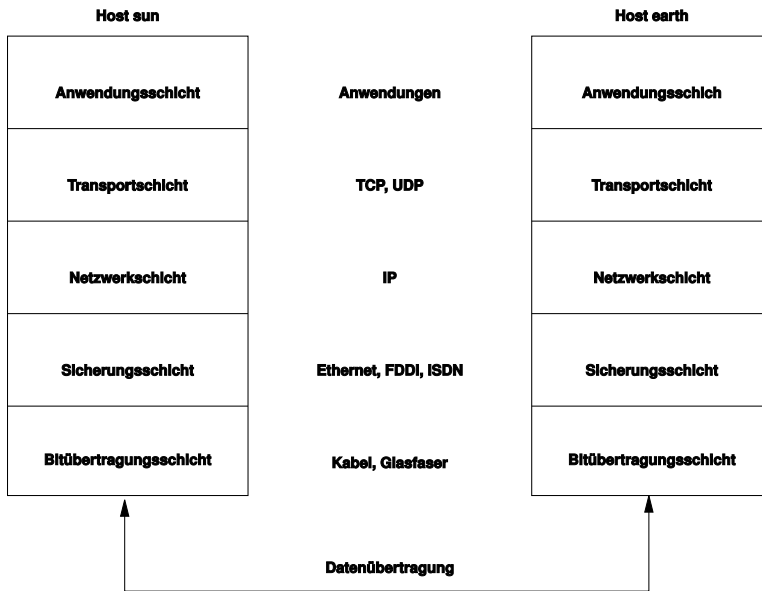 Host sun
Host earth
Anwendungsschicht
Anwendungen
Anwendungsschich
Transportschicht
TCP, UDP
Transportschicht
Netzwerkschicht
IP
Netzwerkschicht
Sicherungsschicht
Ethernet, FDDI, ISDN
Sicherungsschicht
Bitübertragungsschicht
Kabel, Glasfaser
Bitübertragungsschicht
Datenübertragung